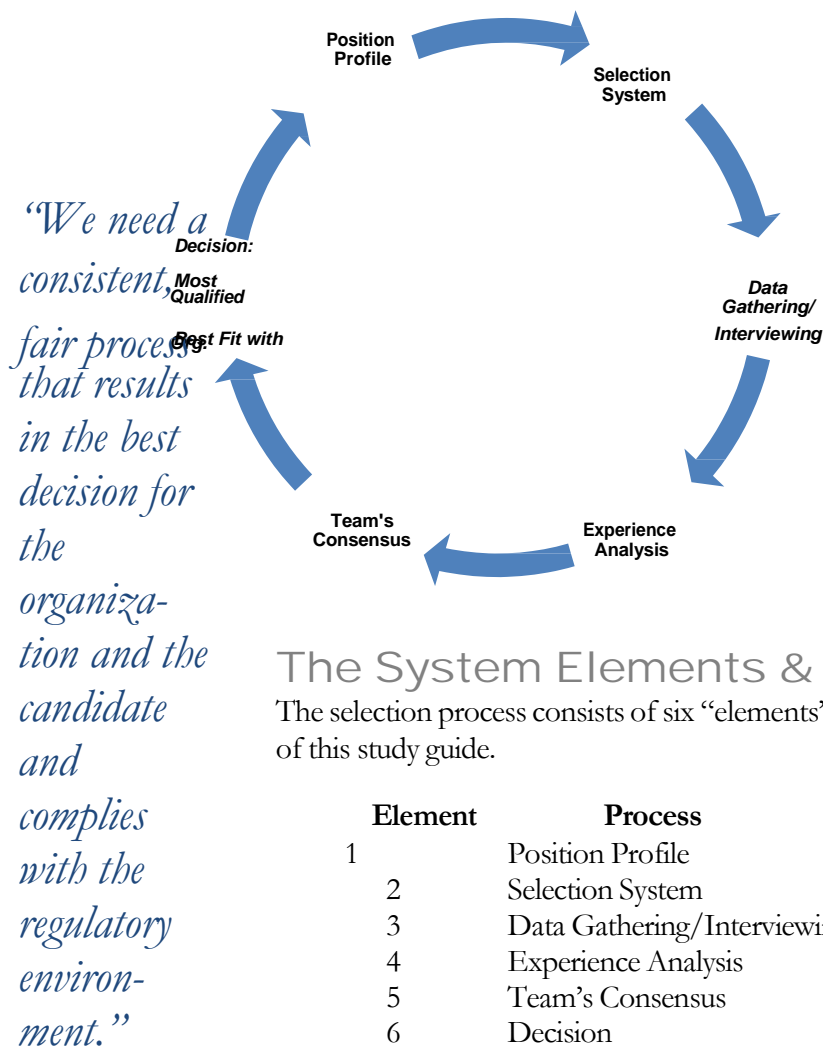 Position
Profile
Selection
System
Data
Gathering/
Interviewing
Experience
Analysis
Team's
Consensus
Decision:
Most
Qualified
Best Fit with
Org.
“We need a
consistent,
fair process
that results
in the best
decision for
the
organiza-
tion and the
candidate
and
complies
with the
regulatory
environ-
ment.”
The System Elements &
The selection process consists of six “elements”
of this study guide.
Element Process
1 Position Profile
2 Selection System
3 Data Gathering/Interviewi
4 Experience Analysis
5 Team’s Consensus
6 Decision